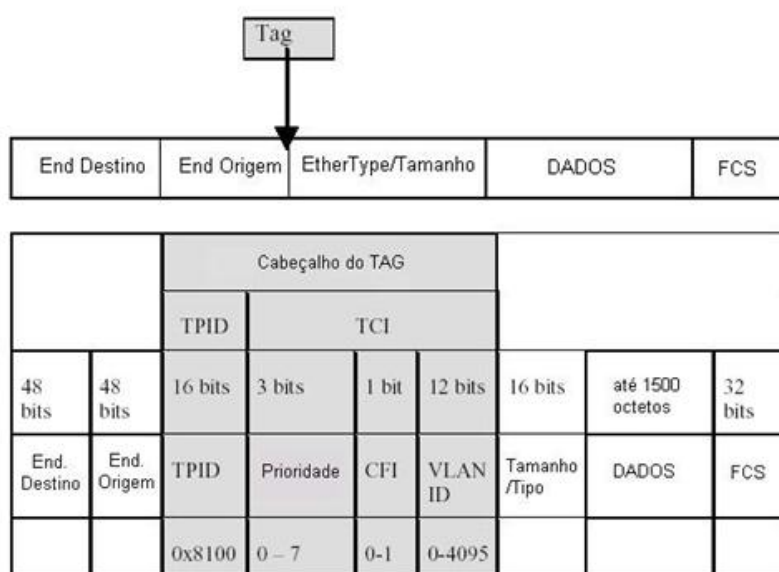 Tag
End Destino End Origem EtherType/Tamanho DADOS FCS
Cabeçalho do TAG
TPID TCI
48 bits 48 bits 16 bits 3 bits 1 bit 12 bits 16 bits até 1500 octetos 32 bits
End. Destino End. Origem TPID Prioridade CFI VLAN ID Tamanho /Tipo DADOS FCS
0x8100 0 – 7 0-1 0-4095